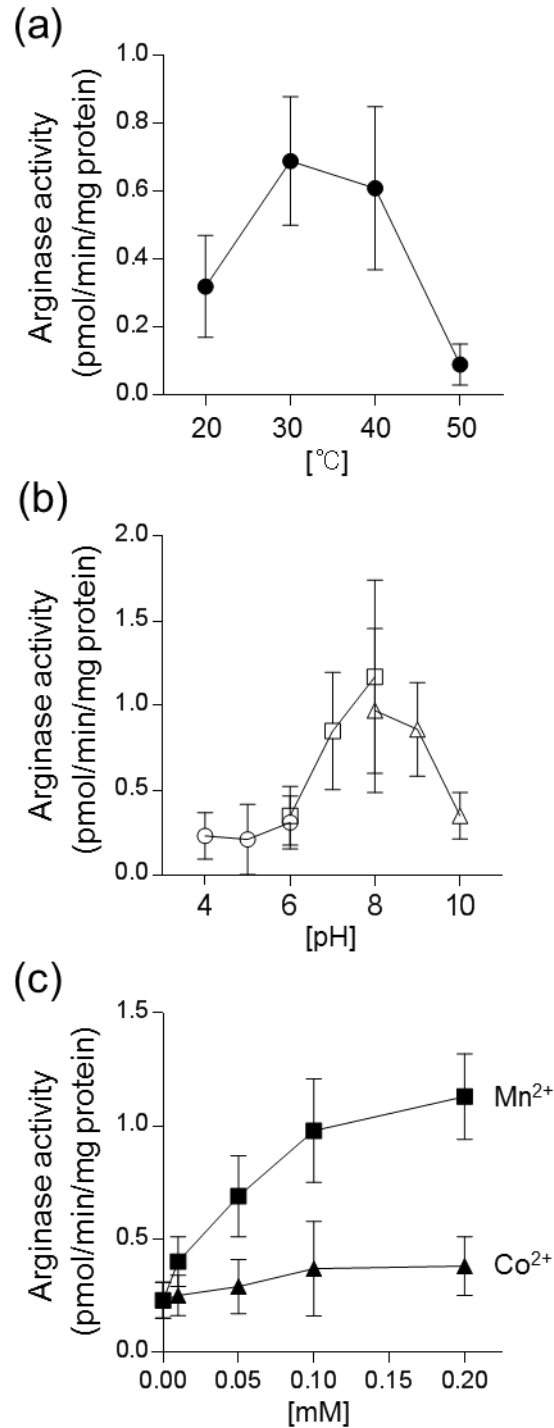 (a)
Arginase activity
(pmol/min/mg protein)
1.0
0.8
0.6
0.4
0.2
0.0
20 30 40 50
[℃]
(b)
Arginase activity
(pmol/min/mg protein)
2.0
1.5
1.0
0.5
0.0
4 6 8 10
[pH]
(c)
Arginase activity
(pmol/min/mg protein)
1.5
1.0
0.5
0.0
Mn²⁺
Co²⁺
0.00 0.05 0.10 0.15 0.20
[mM]